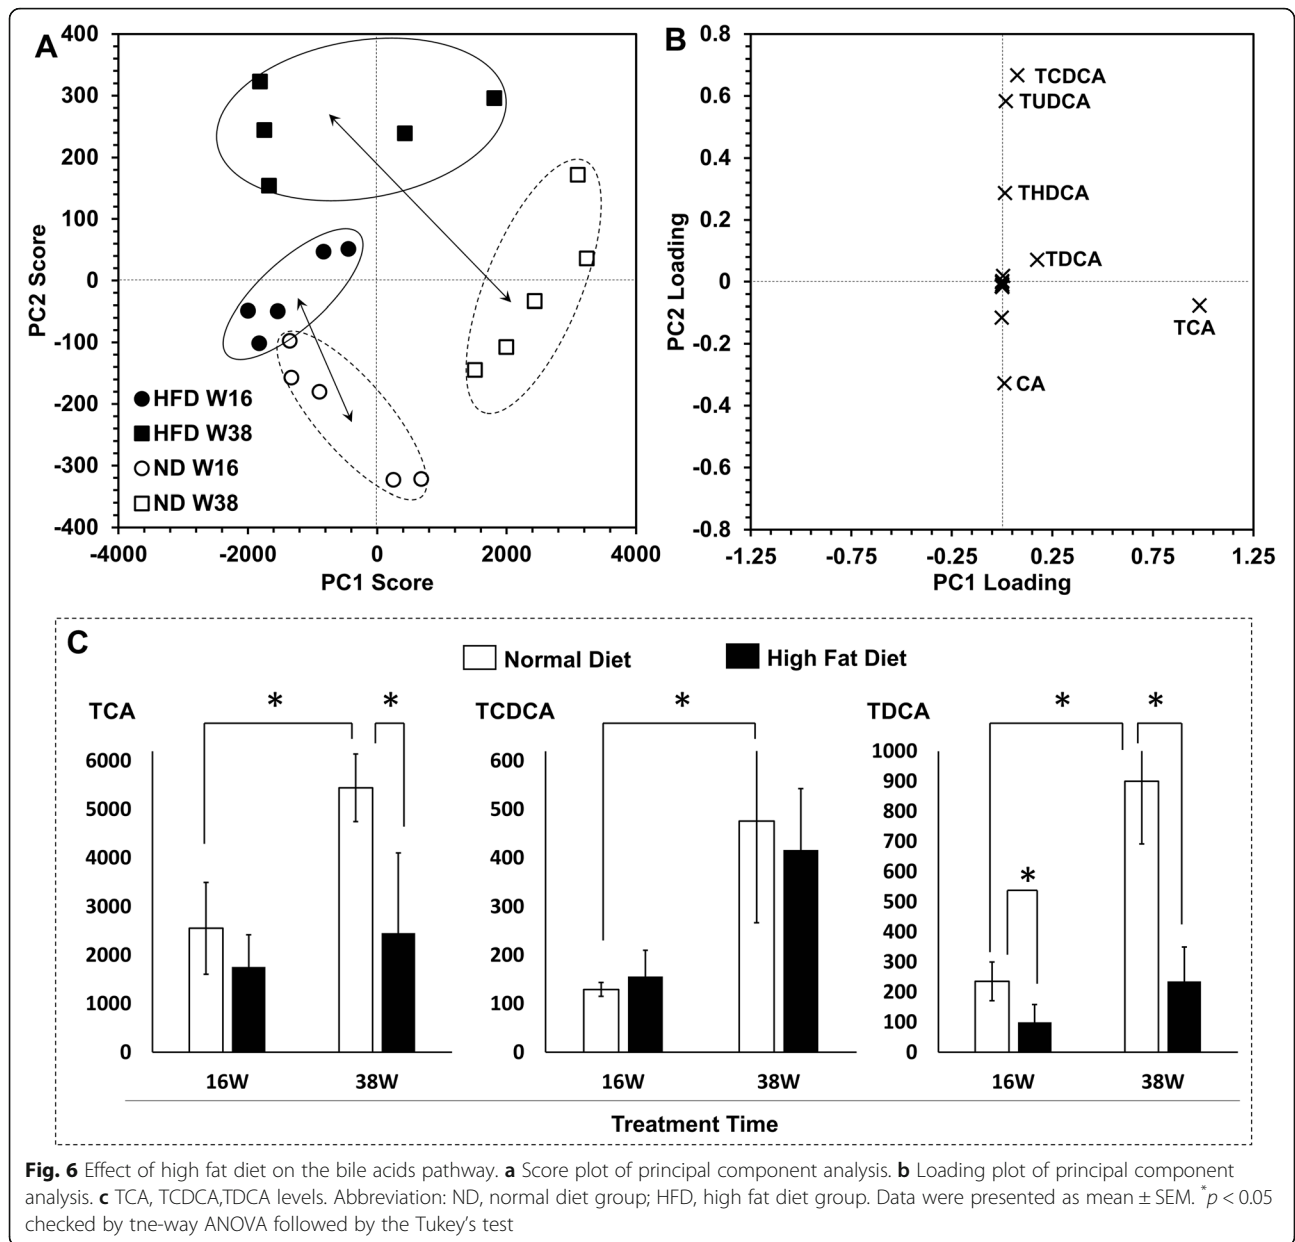 A
400
300
200
100
0
-100
-200
-300
-400
PC2 Score
HFD W16
HFD W38
ND W16
ND W38
-4000 -2000 0 2000 4000
PC1 Score
B
0.8
0.6
0.4
0.2
0
-0.2
-0.4
-0.6
-0.8
PC2 Loading
TCDCA
TUDCA
THDCA
TDCA
TCA
CA
-1.25 -0.75 -0.25 0.25 0.75 1.25
PC1 Loading
C
Normal Diet High Fat Diet
TCA
* *
6000
5000
4000
3000
2000
1000
0
16W 38W
TCDCA
*
600
500
400
300
200
100
0
16W 38W
TDCA
* *
*
1000
900
800
700
600
500
400
300
200
100
0
16W 38W
Treatment Time
Fig. 6 Effect of high fat diet on the bile acids pathway. a Score plot of principal component analysis. b Loading plot of principal component
analysis. c TCA, TCDCA,TDCA levels. Abbreviation: ND, normal diet group; HFD, high fat diet group. Data were presented as mean ± SEM. *p < 0.05
checked by tne-way ANOVA followed by the Tukey's test